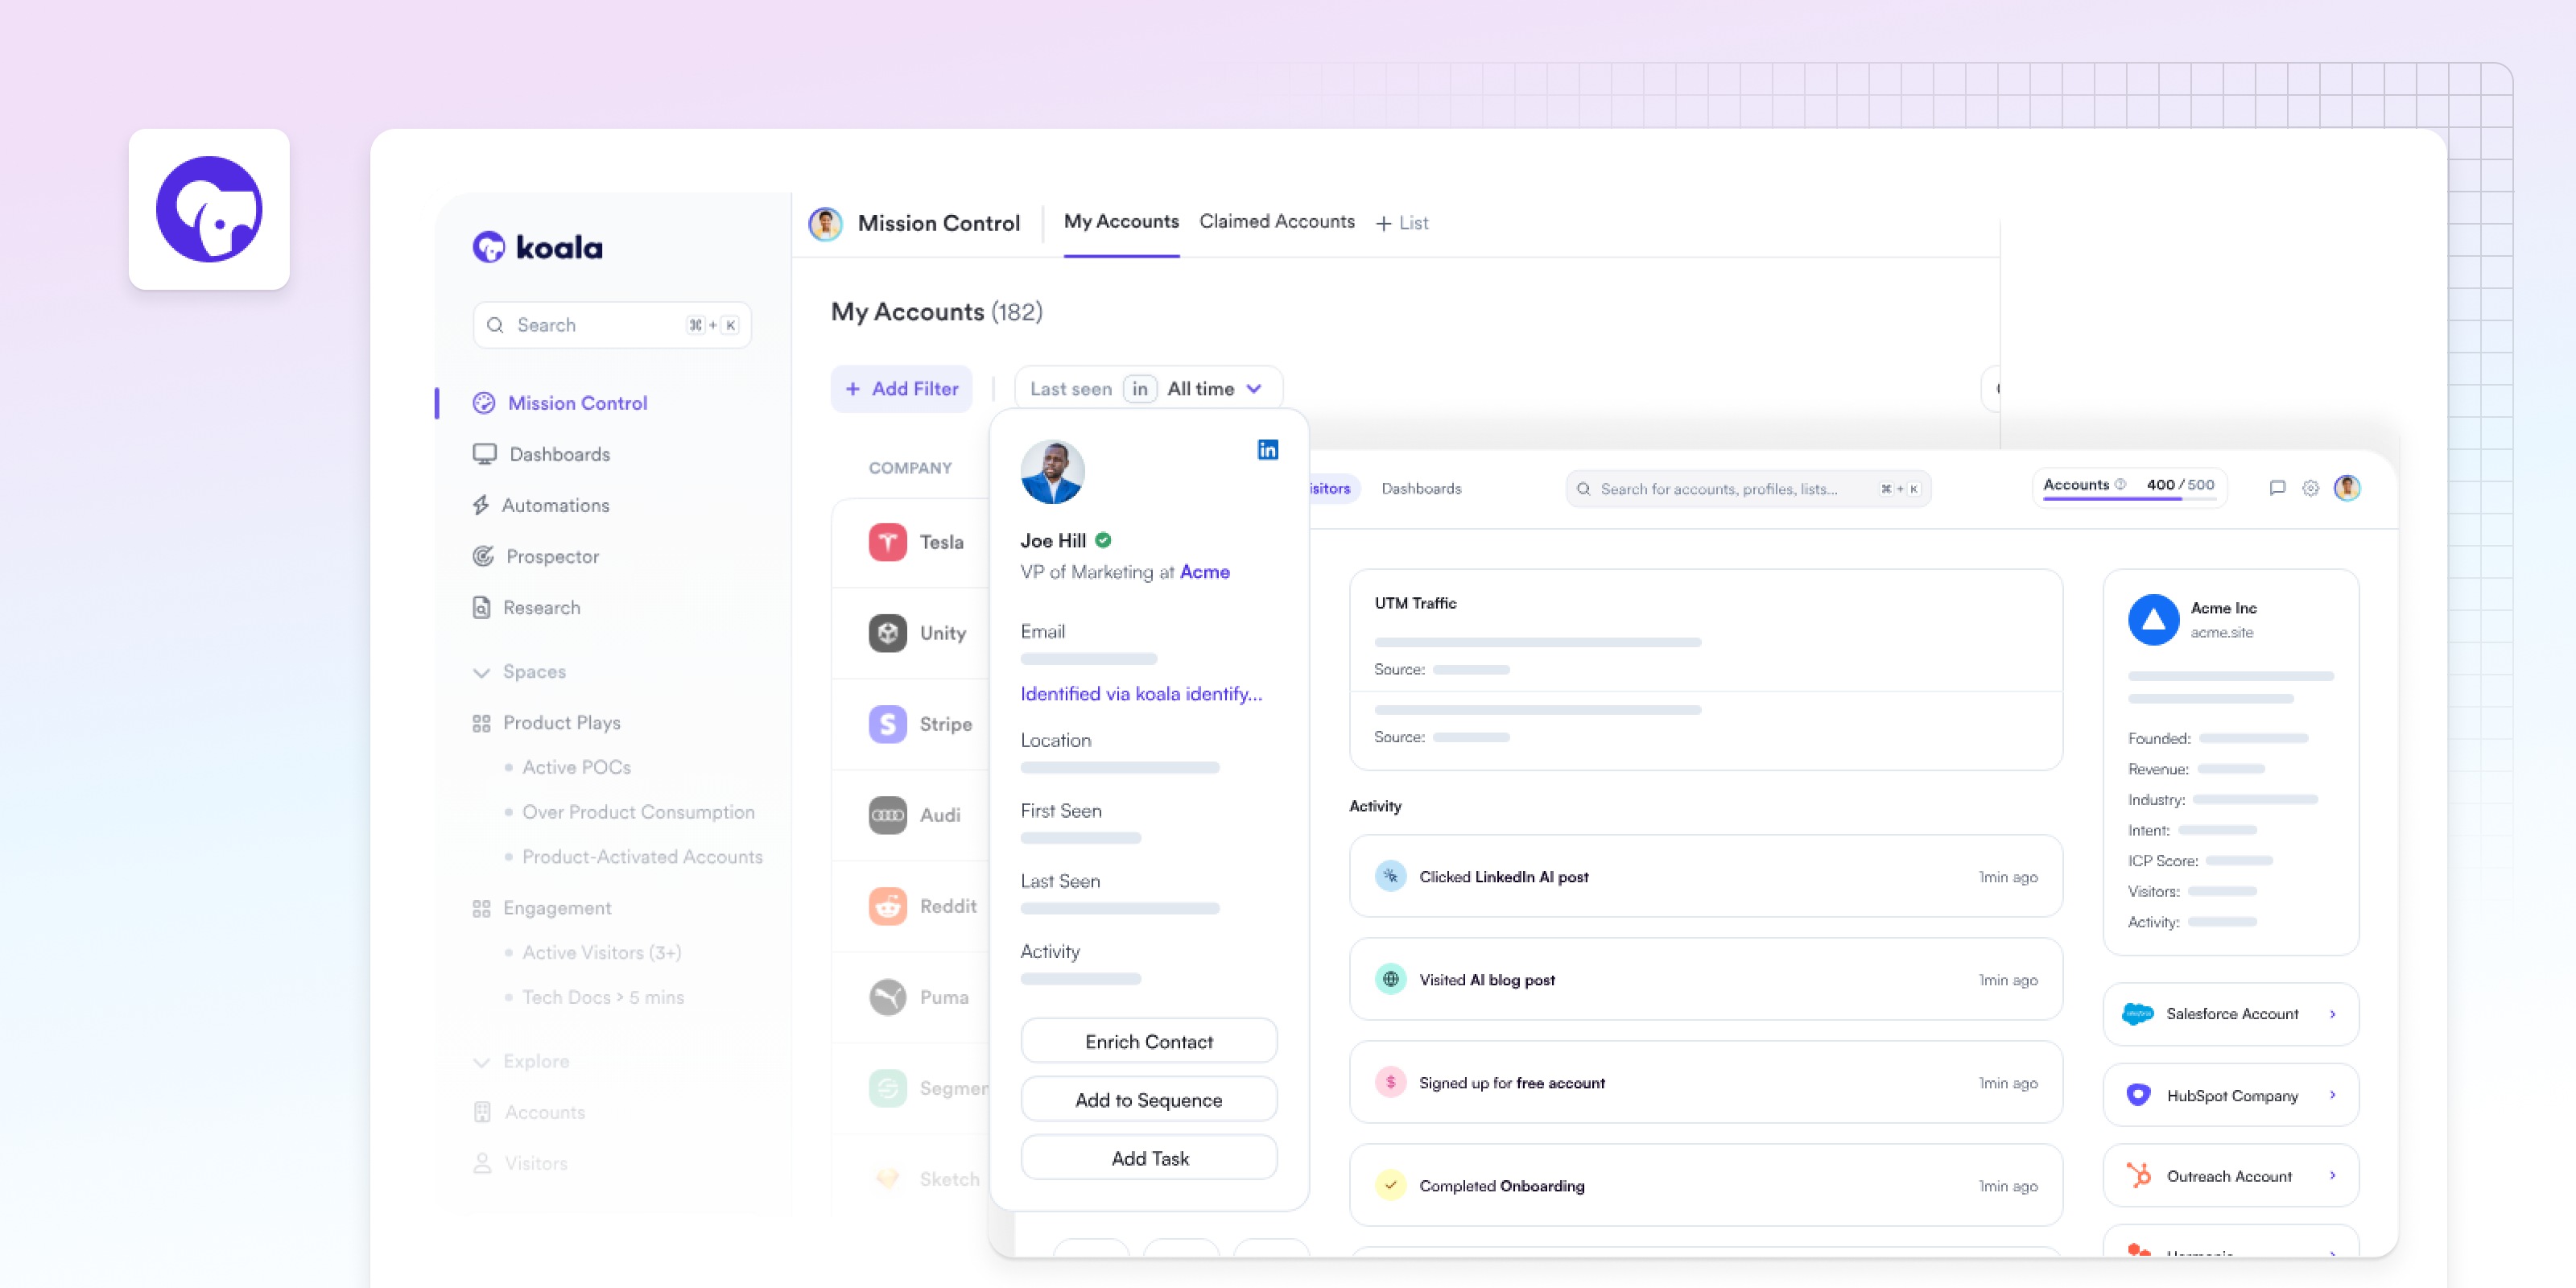 koala
Search ⌘ + K
Mission Control
Dashboards
Automations
Prospector
Research
Spaces
Product Plays
Active POCs
Over Product Consumption
Product-Activated Accounts
Engagement
Active Visitors (3+)
Tech Docs > 5 mins
Explore
Accounts
Visitors
Mission Control
My Accounts
Claimed Accounts
+ List
My Accounts (182)
+ Add Filter
Last seen in All time
COMPANY
Tesla
Unity
Stripe
Audi
Reddit
Puma
Segmen
Sketch
in
Joe Hill
VP of Marketing at Acme
Email
Identified via koala identify...
Location
First Seen
Last Seen
Activity
Enrich Contact
Add to Sequence
Add Task
isitors
Dashboards
Search for accounts, profiles, lists... ⌘ + K
Accounts 400 / 500
UTM Traffic
Source:
Source:
Activity
Clicked LinkedIn AI post 1min ago
Visited AI blog post 1min ago
Signed up for free account 1min ago
Completed Onboarding 1min ago
Acme Inc
acme.site
Founded:
Revenue:
Industry:
Intent:
ICP Score:
Visitors:
Activity:
Salesforce Account
HubSpot Company
Outreach Account